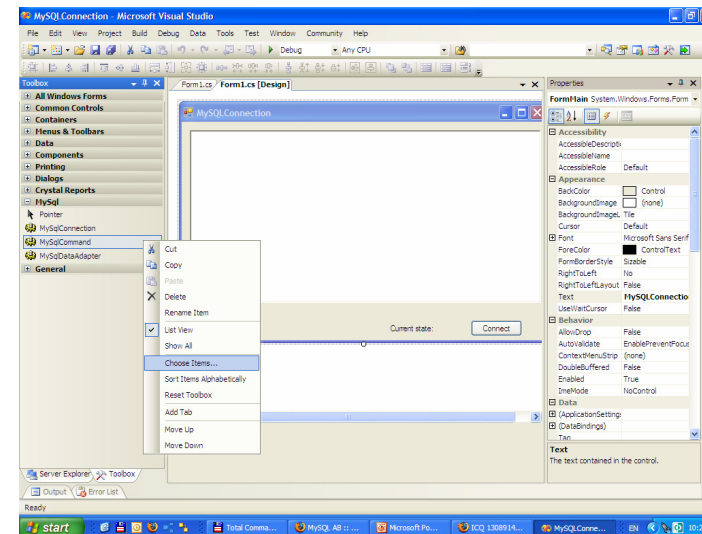 MySQLConnection - Microsoft Visual Studio
File Edit View Project Build Debug Data Tools Test Window Community Help
Debug Any CPU
Toolbox
All Windows Forms
Common Controls
Containers
Menus & Toolbars
Data
Components
Printing
Dialogs
Crystal Reports
MySql
Pointer
MySqlConnection
MySqlCommand
MySqlDataAdapter
General
Cut
Copy
Paste
Delete
Rename Item
List View
Show All
Choose Items...
Sort Items Alphabetically
Reset Toolbox
Add Tab
Move Up
Move Down
Form1.cs Form1.cs [Design]
MySQLConnection
Current state: Connect
Properties
FormMain System.Windows.Forms.Form
Accessibility
AccessibleDescripti
AccessibleName
AccessibleRole Default
Appearance
BackColor Control
BackgroundImage (none)
BackgroundImageL Tile
Cursor Default
Font Microsoft Sans Serif
ForeColor ControlText
FormBorderStyle Sizable
RightToLeft No
RightToLeftLayout False
Text MySQLConnectio
UseWaitCursor False
Behavior
AllowDrop False
AutoValidate EnablePreventFocus
ContextMenuStrip (none)
DoubleBuffered False
Enabled True
ImeMode NoControl
Data
(ApplicationSetting
(DataBindings)
Tag
Text
The text contained in the control.
Server Explorer Toolbox
Output Error List
Ready
start Total Comma... MySQL AB :: ... Microsoft Po... ICQ 1308914... MySQLConne... EN